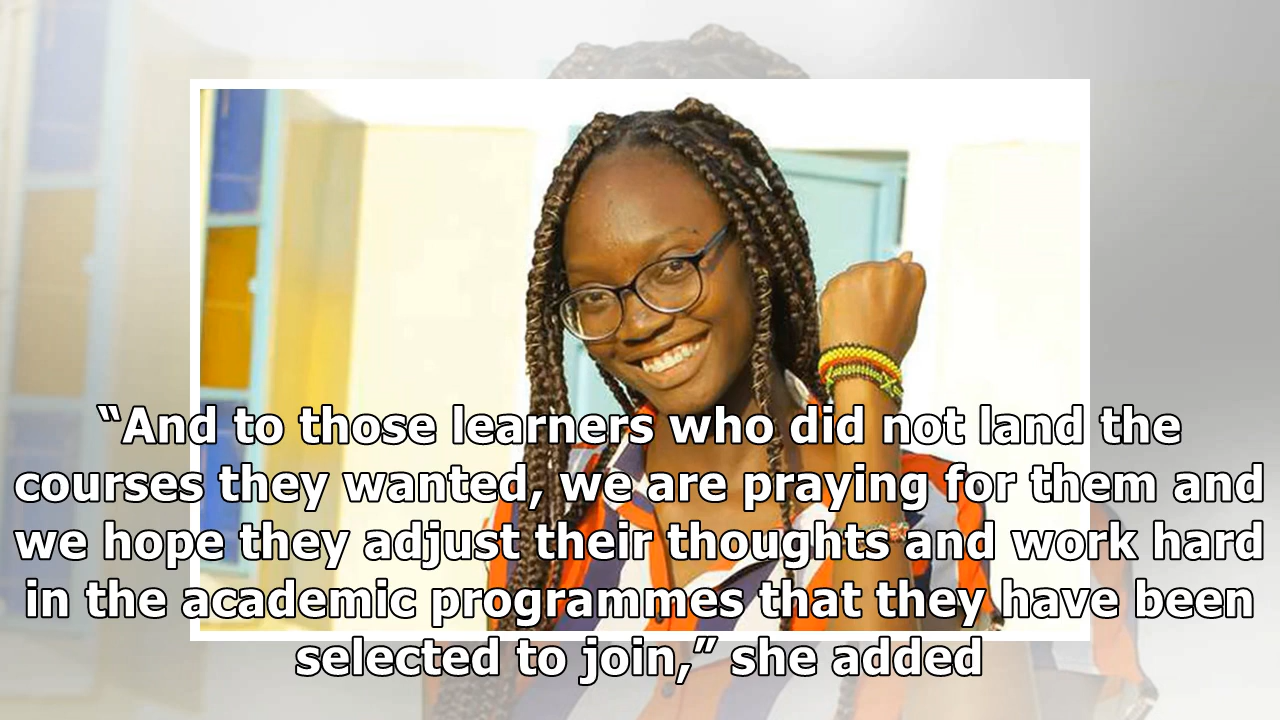 “And to those learners who did not land the
courses they wanted, we are praying for them and
we hope they adjust their thoughts and work hard
in the academic programmes that they have been
selected to join,” she added